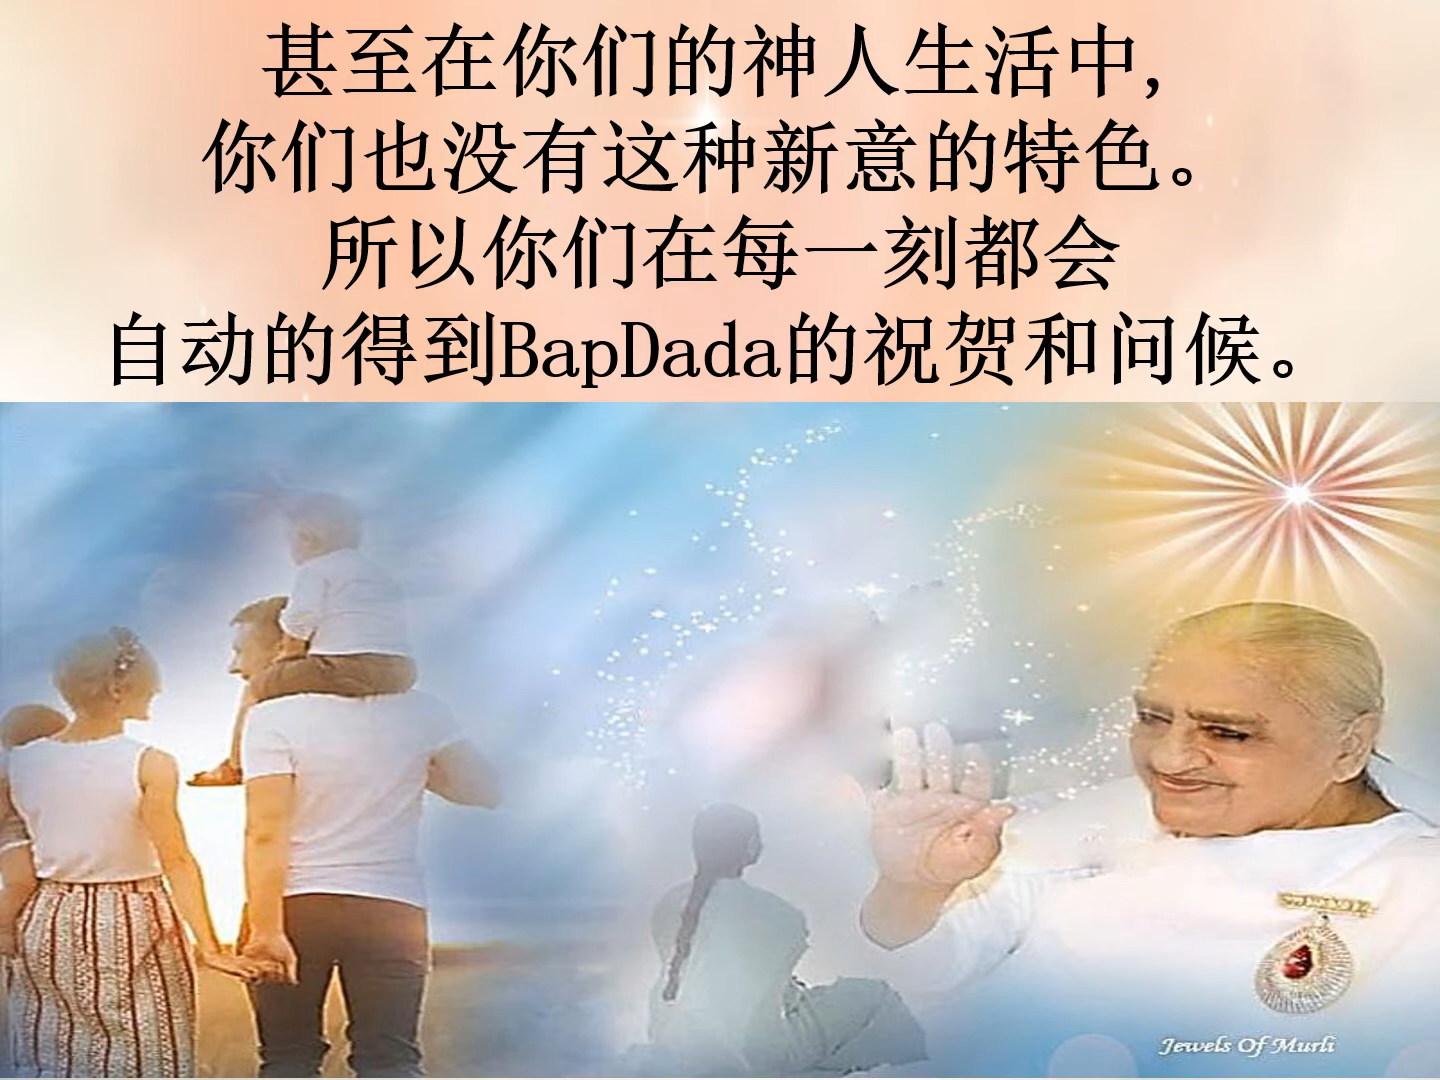 甚至在你们的神人生活中,
你们也没有这种新意的特色。
所以你们在每一刻都会
自动的得到BapDada的祝贺和问候。
Jewels Of Murli